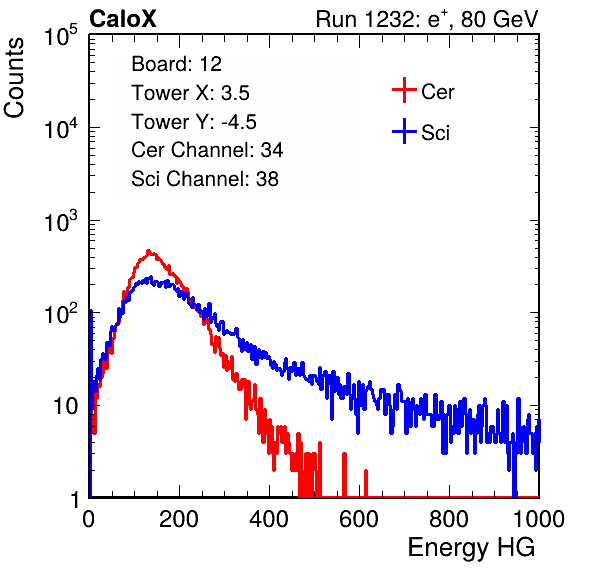 CaloX Run 1232: e⁺, 80 GeV
Counts
10⁵
10⁴
10³
10²
10
1
Board: 12
Tower X: 3.5
Tower Y: -4.5
Cer Channel: 34
Sci Channel: 38
Cer
Sci
0 200 400 600 800 1000
Energy HG